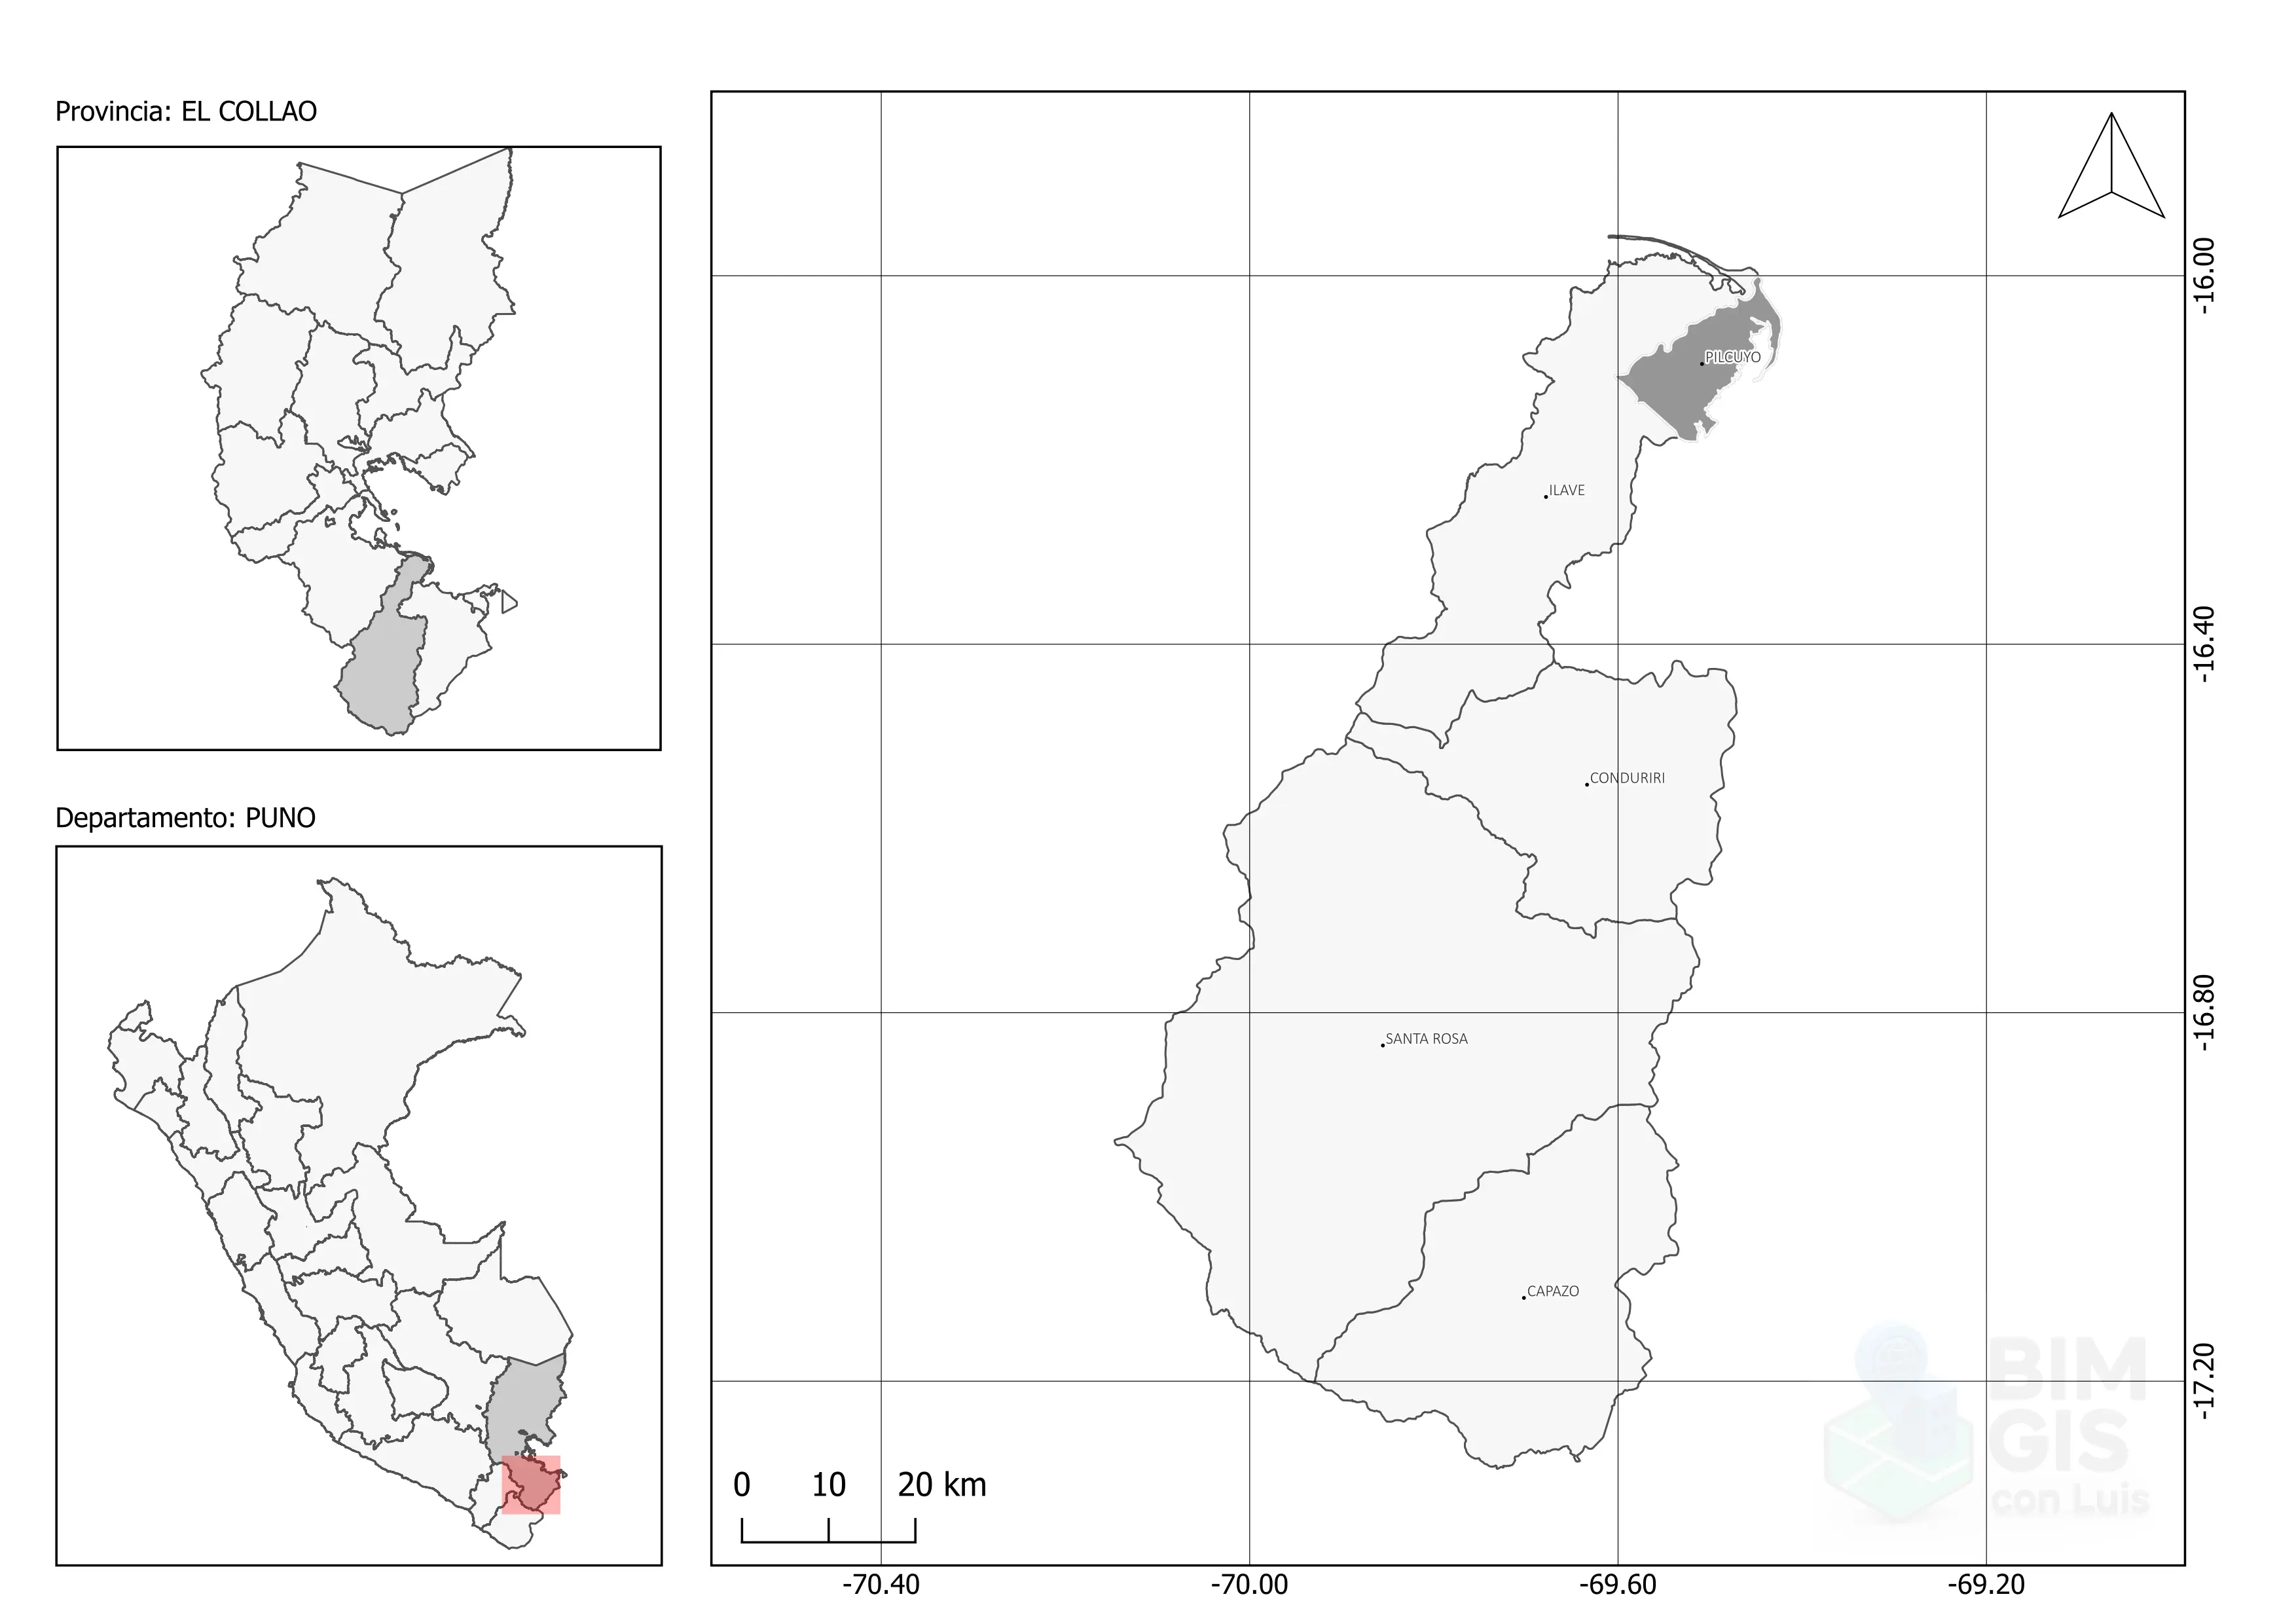 Provincia: EL COLLAO
Departamento: PUNO
PILCUYO
ILAVE
CONDURIRI
SANTA ROSA
CAPAZO
-16.00
-16.40
-16.80
-17.20
0 10 20 km
-70.40 -70.00 -69.60 -69.20
BIM
GIS
con Luis